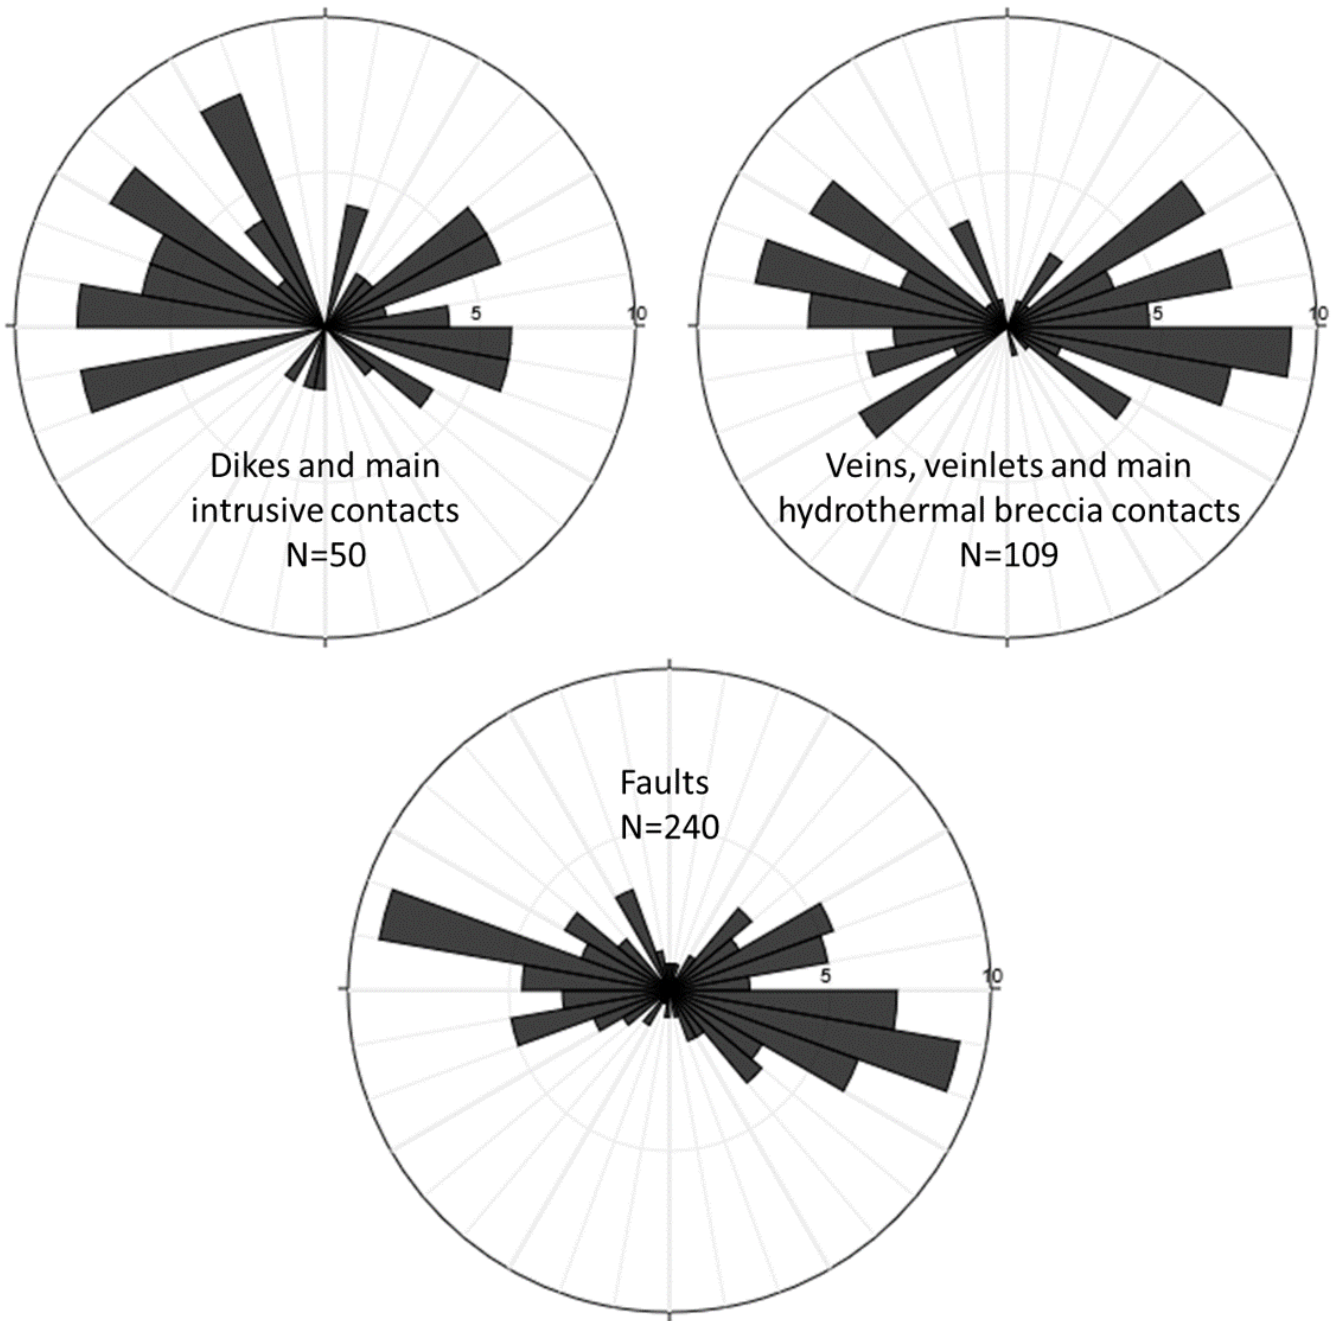 5
10
Dikes and main
intrusive contacts
N=50
5
10
Veins, veinlets and main
hydrothermal breccia contacts
N=109
Faults
N=240
5
10